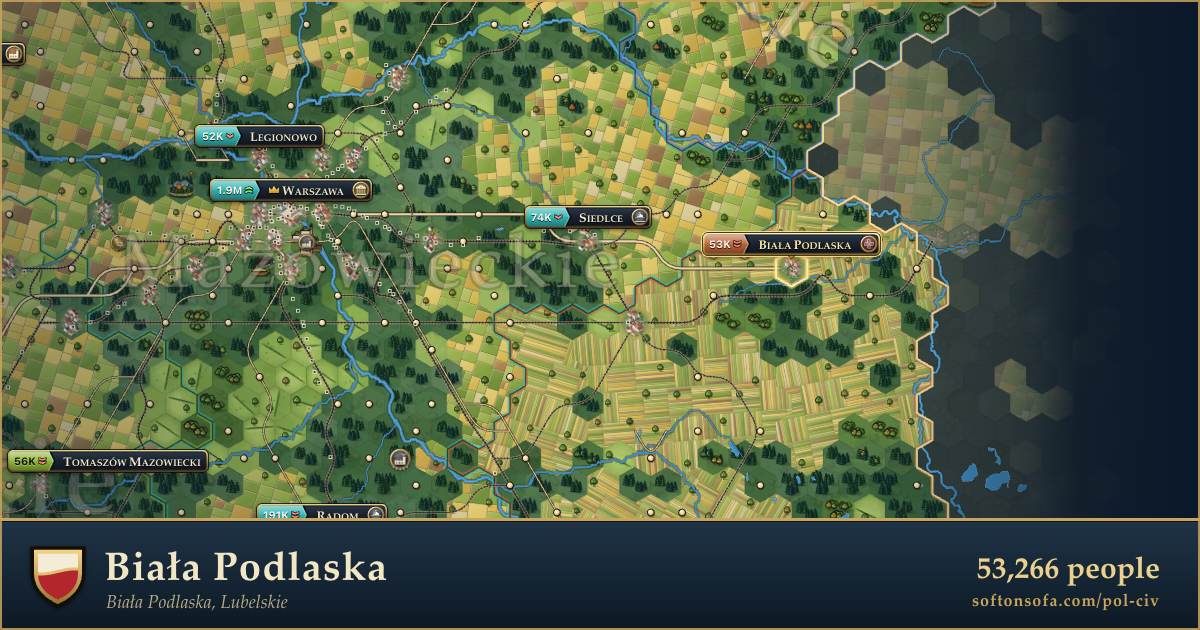 52K Legionowo
1.9M Warszawa
74K Siedlce
53K Biała Podlaska
Mazowieckie
56K Tomaszów Mazowiecki
191K Radom
Biała Podlaska
53,266 people
Biała Podlaska, Lubelskie
softonsofa.com/pol-civ